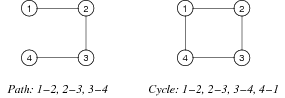 1 2 1 2
4 3 4 3
Path: 1–2, 2–3, 3–4 Cycle: 1–2, 2–3, 3–4, 4–1